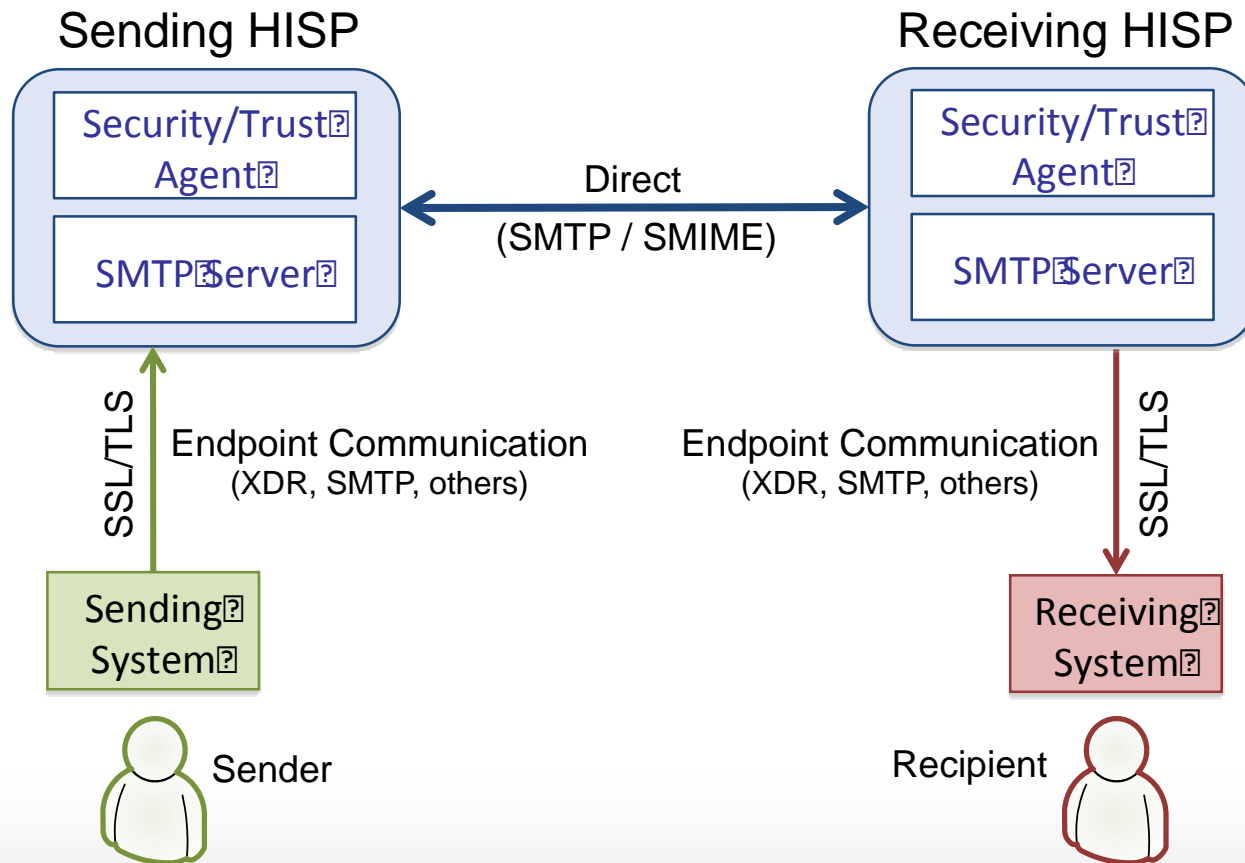 Sending HISP
Receiving HISP
Security/Trust⍰
Agent⍰
Security/Trust⍰
Agent⍰
Direct
(SMTP / SMIME)
SMTP⍰Server⍰
SMTP⍰Server⍰
SSL/TLS
Endpoint Communication
(XDR, SMTP, others)
Endpoint Communication
(XDR, SMTP, others)
SSL/TLS
Sending⍰
System⍰
Receiving⍰
System⍰
Sender
Recipient